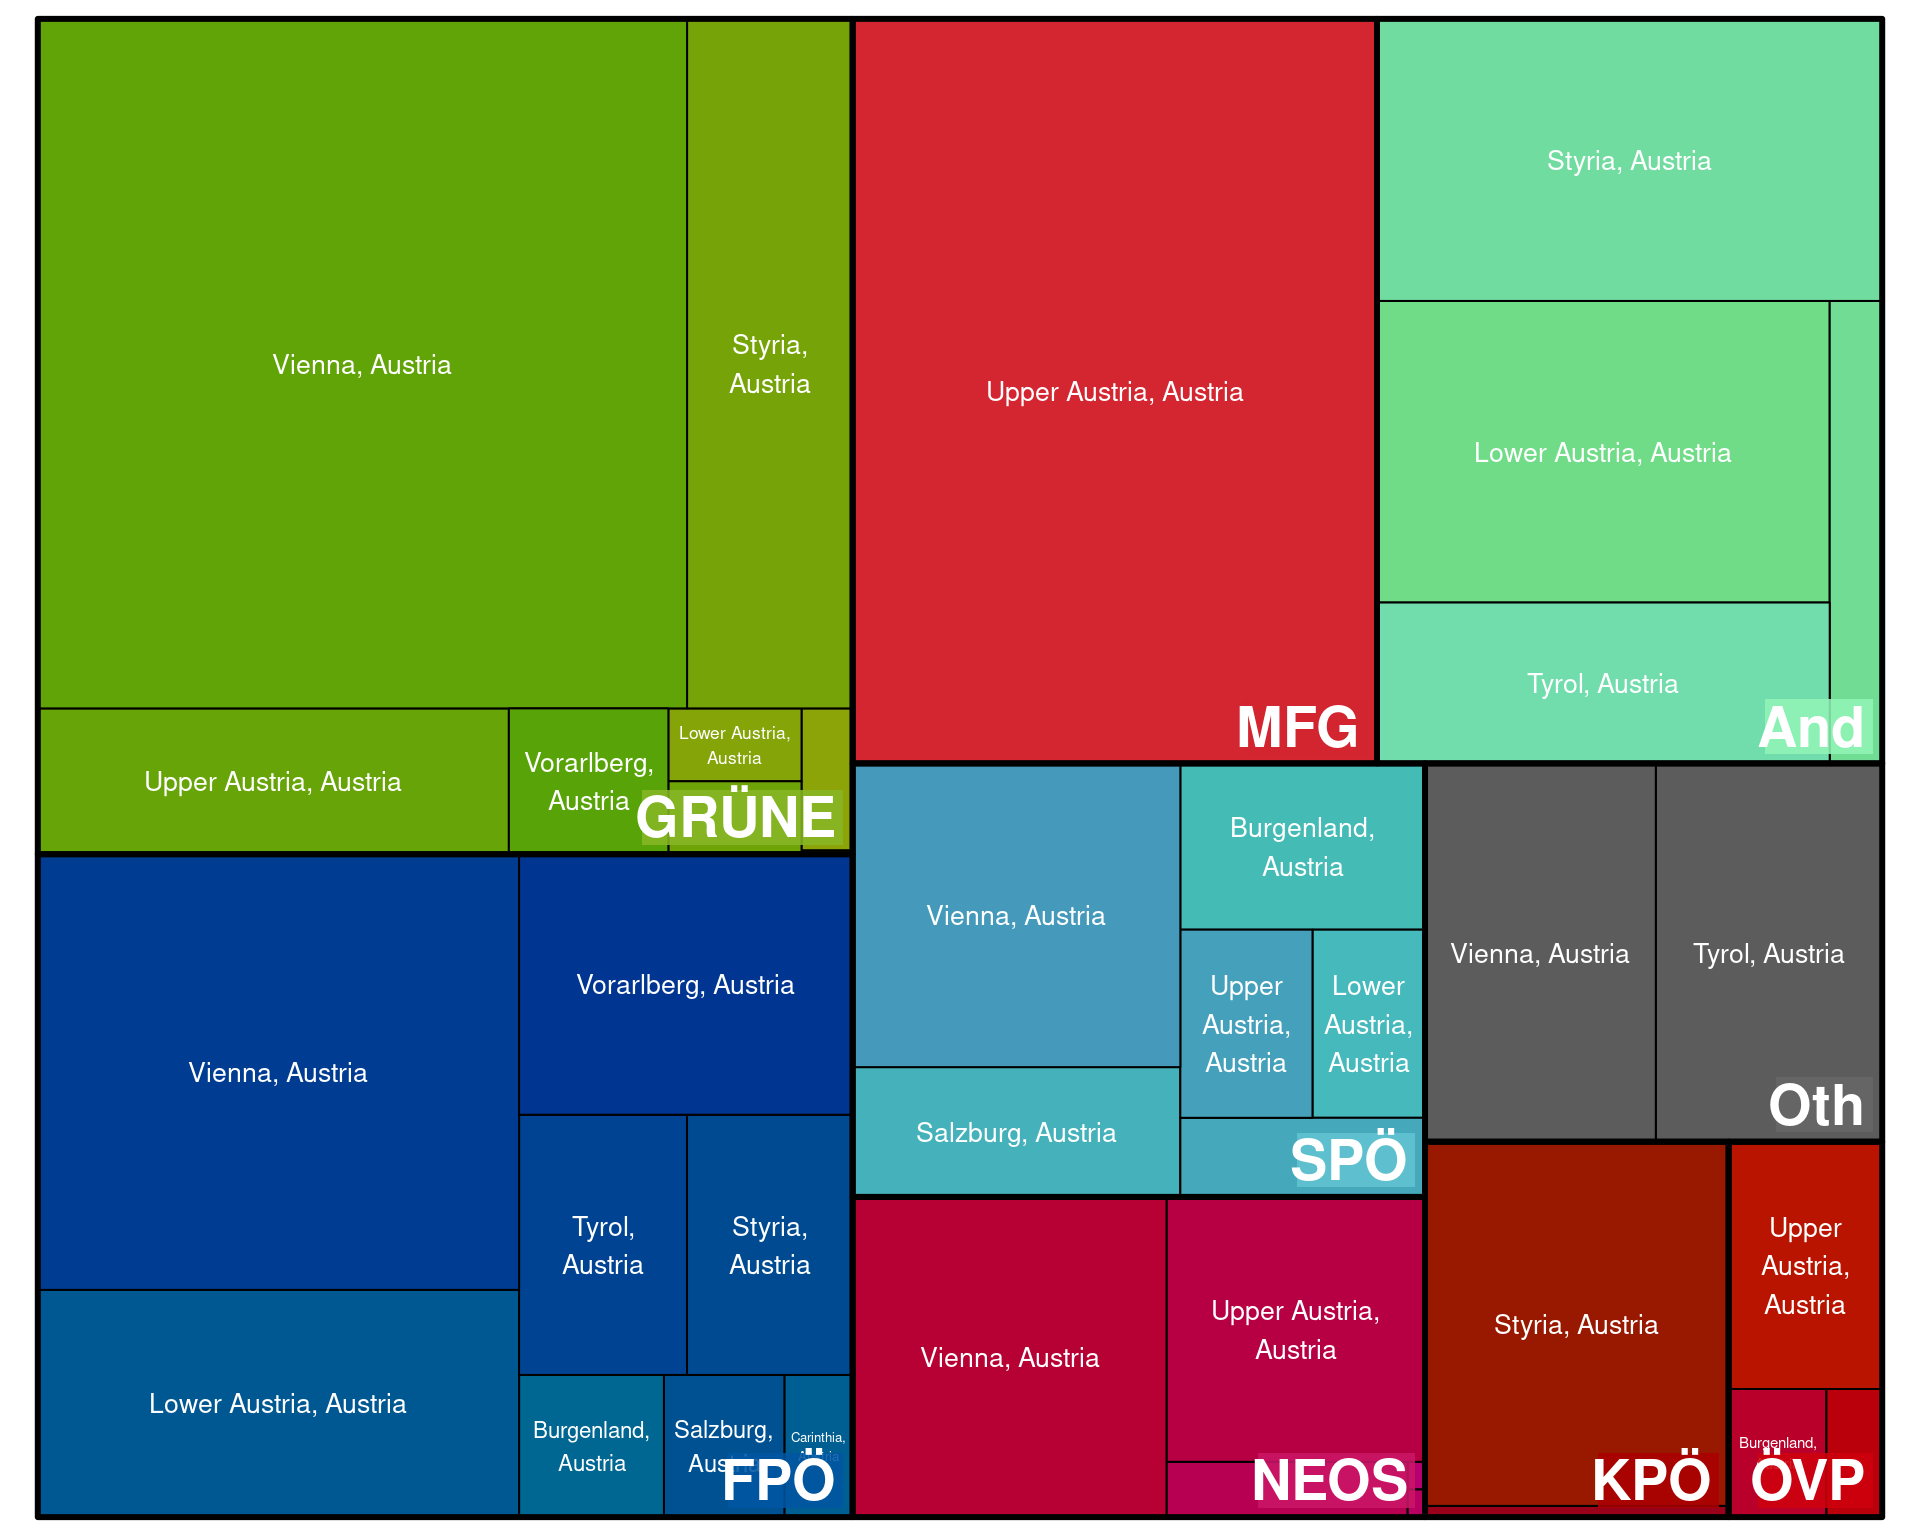 Vienna, Austria
Styria,
Austria
Upper Austria, Austria
Vorarlberg,
Austria
Lower Austria,
Austria
GRÜNE
Vienna, Austria
Vorarlberg, Austria
Tyrol,
Austria
Styria,
Austria
Lower Austria, Austria
Burgenland,
Austria
Salzburg,
Carinthia,
FPÖ
Upper Austria, Austria
MFG
Styria, Austria
Lower Austria, Austria
Tyrol, Austria
And
Vienna, Austria
Burgenland,
Austria
Upper
Austria,
Austria
Lower
Austria,
Austria
Salzburg, Austria
SPÖ
Vienna, Austria
Tyrol, Austria
Oth
Vienna, Austria
Upper Austria,
Austria
NEOS
Styria, Austria
KPÖ
Upper
Austria,
Austria
Burgenland,
ÖVP